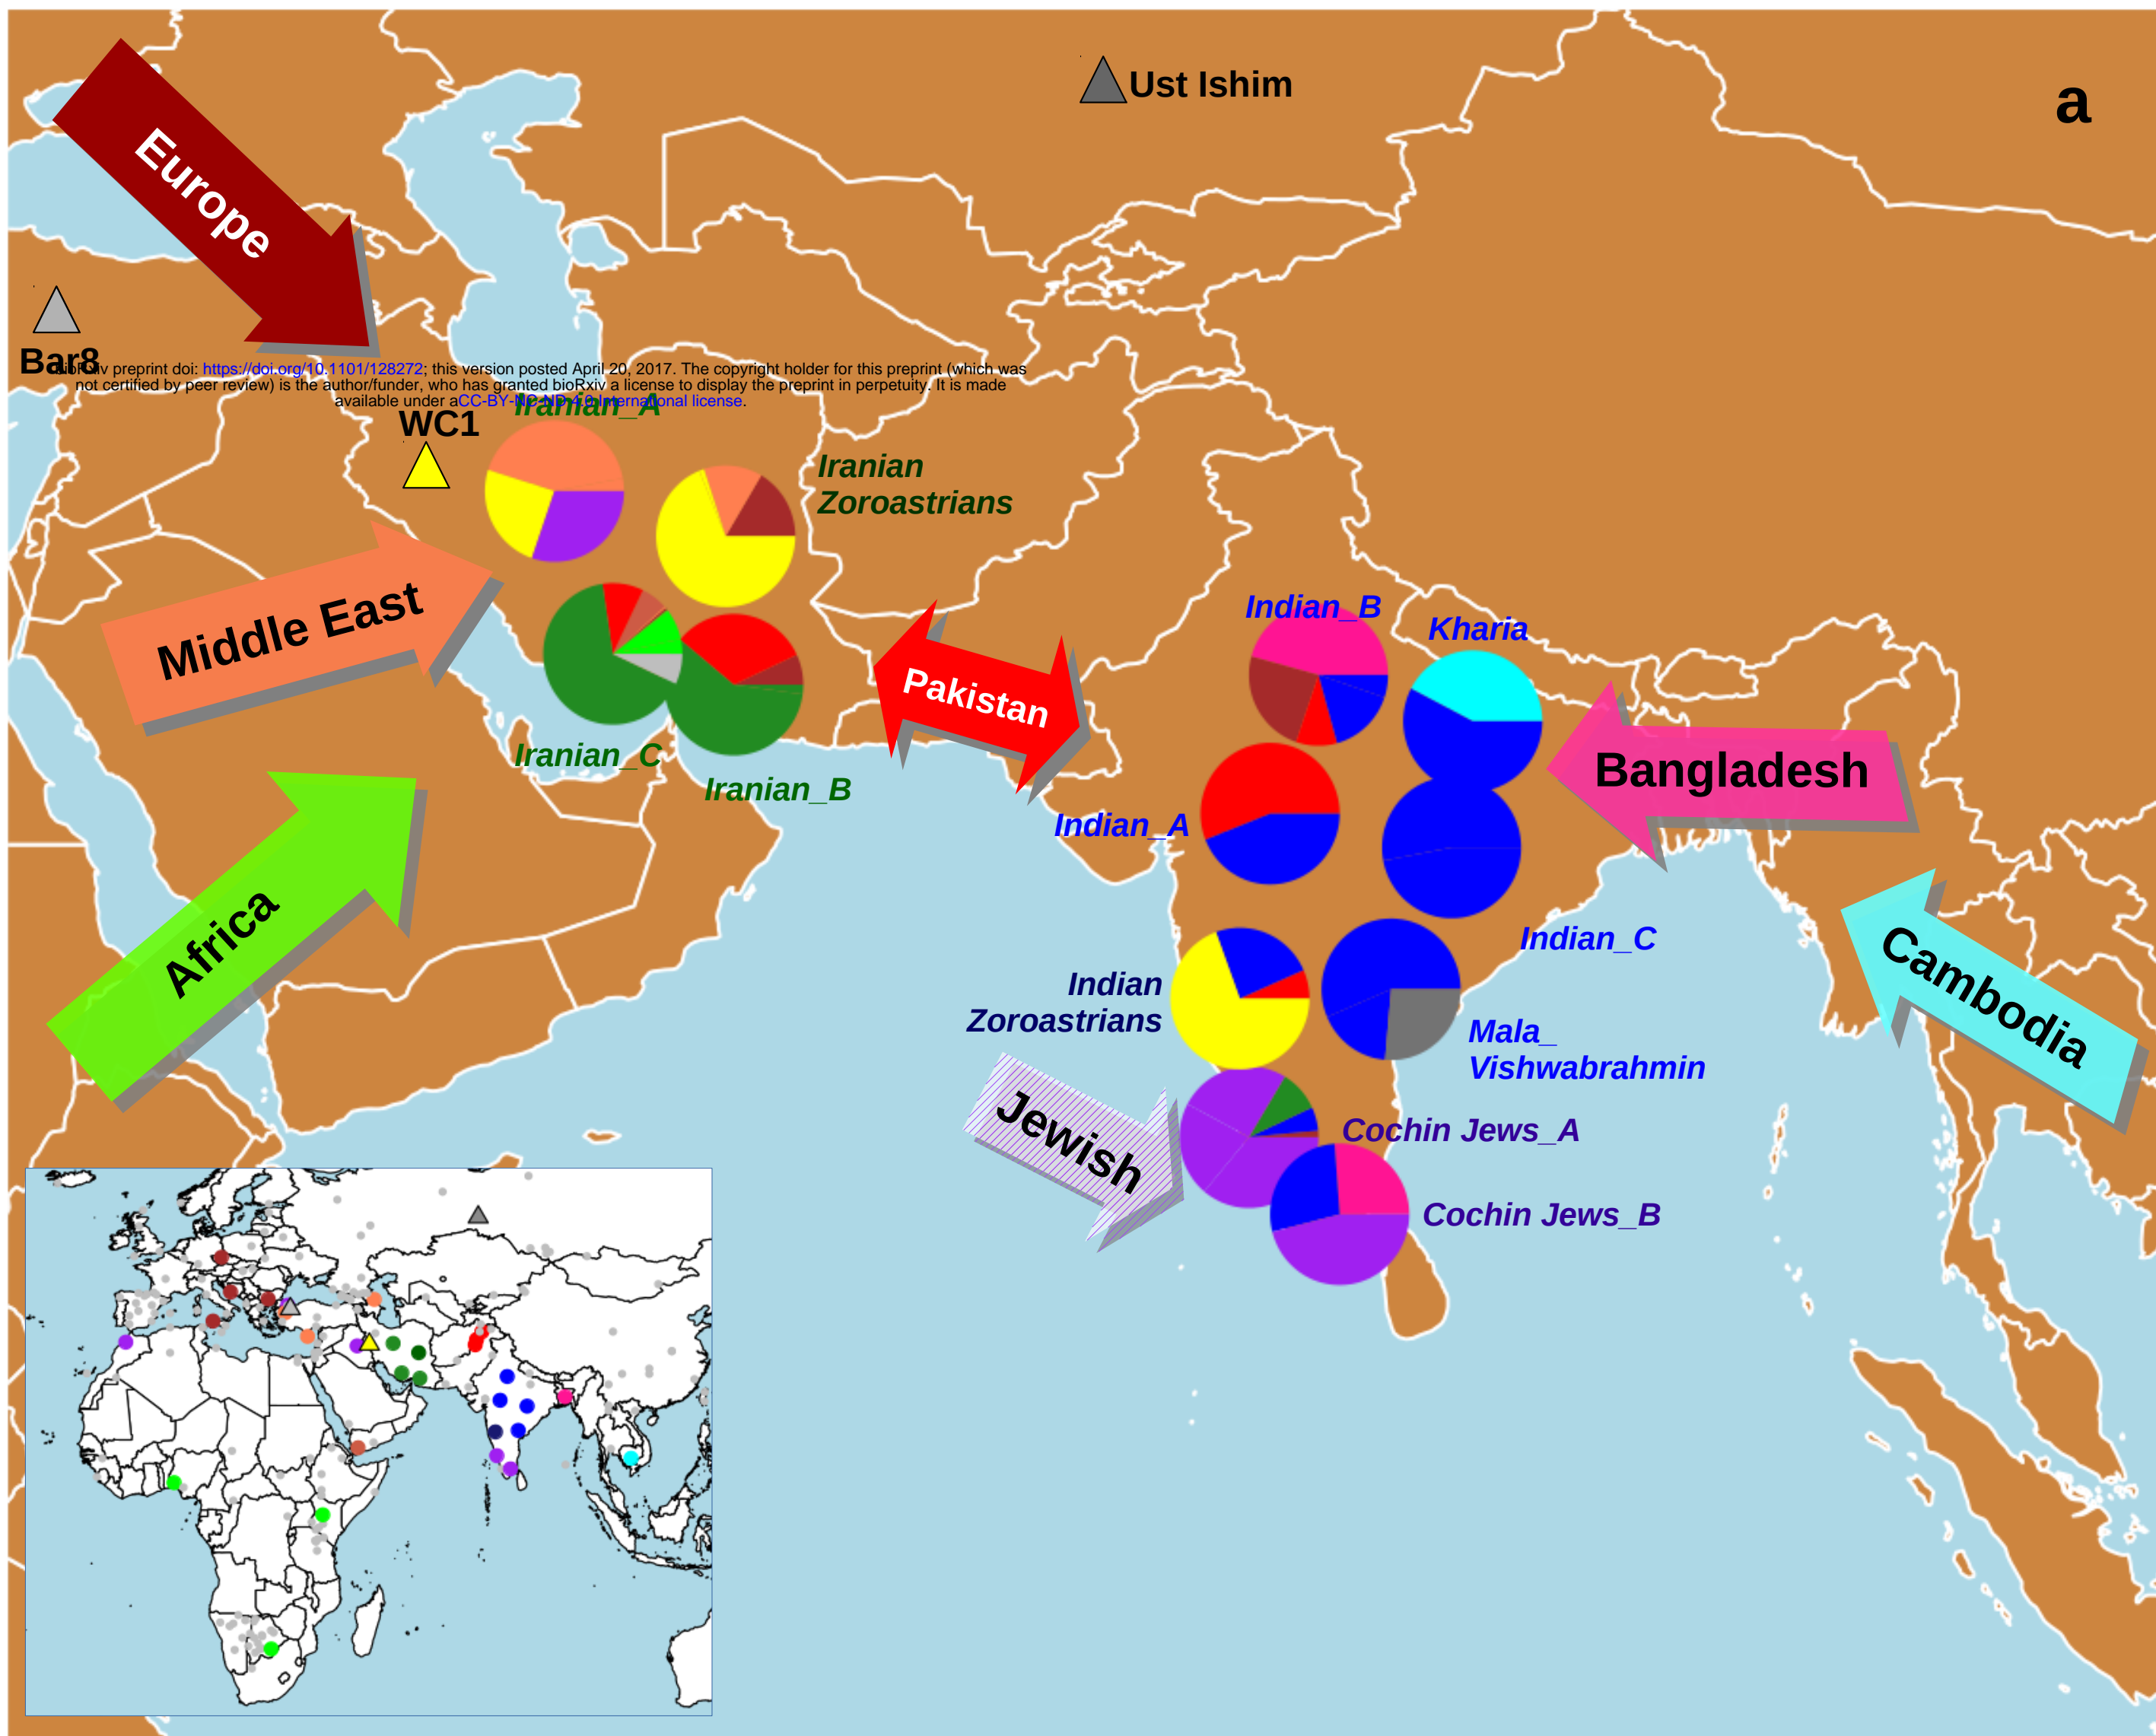 Ust Ishim
a
Europe
Bar8
bioRxiv preprint doi: https://doi.org/10.1101/128272; this version posted April 20, 2017. The copyright holder for this preprint (which was
not certified by peer review) is the author/funder, who has granted bioRxiv a license to display the preprint in perpetuity. It is made
available under aCC-BY-NC-ND 4.0 International license.
Iranian_A
WC1
Iranian
Zoroastrians
Middle East
Pakistan
Indian_B
Kharia
Iranian_C
Iranian_B
Bangladesh
Indian_A
Africa
Indian_C
Cambodia
Indian
Zoroastrians
Mala_
Vishwabrahmin
Jewish
Cochin Jews_A
Cochin Jews_B